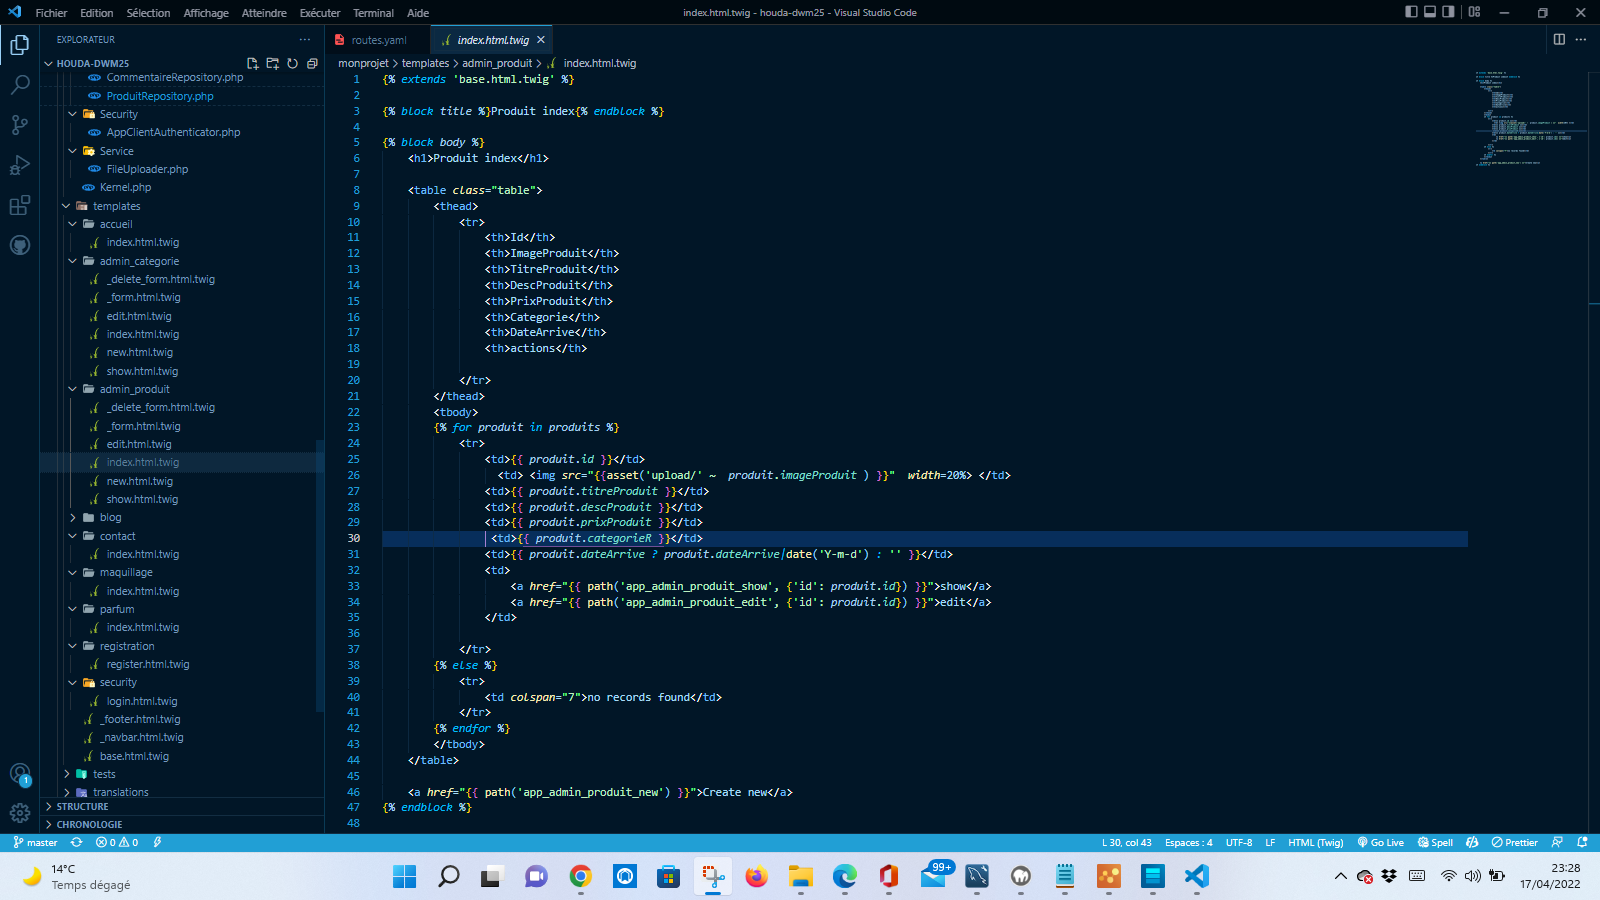 Fichier Edition Sélection Affichage Atteindre Exécuter Terminal Aide
index.html.twig - houda-dwm25 - Visual Studio Code
EXPLORATEUR
HOUDA-DWM25
CommentaireRepository.php
ProduitRepository.php
Security
AppClientAuthenticator.php
Service
FileUploader.php
Kernel.php
templates
accueil
index.html.twig
admin_categorie
_delete_form.html.twig
_form.html.twig
edit.html.twig
index.html.twig
new.html.twig
show.html.twig
admin_produit
_delete_form.html.twig
_form.html.twig
edit.html.twig
index.html.twig
new.html.twig
show.html.twig
blog
contact
index.html.twig
maquillage
index.html.twig
parfum
index.html.twig
registration
register.html.twig
security
login.html.twig
_footer.html.twig
_navbar.html.twig
base.html.twig
tests
translations
STRUCTURE
CHRONOLOGIE
1
routes.yaml
index.html.twig
monprojet > templates > admin_produit > index.html.twig
1 {% extends 'base.html.twig' %}
2
3 {% block title %}Produit index{% endblock %}
4
5 {% block body %}
6 <h1>Produit index</h1>
7
8 <table class="table">
9 <thead>
10 <tr>
11 <th>Id</th>
12 <th>ImageProduit</th>
13 <th>TitreProduit</th>
14 <th>DescProduit</th>
15 <th>PrixProduit</th>
16 <th>Categorie</th>
17 <th>DateArrive</th>
18 <th>actions</th>
19
20 </tr>
21 </thead>
22 <tbody>
23 {% for produit in produits %}
24 <tr>
25 <td>{{ produit.id }}</td>
26 <td> <img src="{{asset('upload/' ~ produit.imageProduit ) }}" width=20%> </td>
27 <td>{{ produit.titreProduit }}</td>
28 <td>{{ produit.descProduit }}</td>
29 <td>{{ produit.prixProduit }}</td>
30 <td>{{ produit.categorieR }}</td>
31 <td>{{ produit.dateArrive ? produit.dateArrive|date('Y-m-d') : '' }}</td>
32 <td>
33 <a href="{{ path('app_admin_produit_show', {'id': produit.id}) }}">show</a>
34 <a href="{{ path('app_admin_produit_edit', {'id': produit.id}) }}">edit</a>
35 </td>
36
37 </tr>
38 {% else %}
39 <tr>
40 <td colspan="7">no records found</td>
41 </tr>
42 {% endfor %}
43 </tbody>
44 </table>
45
46 <a href="{{ path('app_admin_produit_new') }}">Create new</a>
47 {% endblock %}
48
master 0 0 L 30, col 43 Espaces : 4 UTF-8 LF HTML (Twig) Go Live Spell Prettier
14°C
Temps dégagé
99+
23:28
17/04/2022